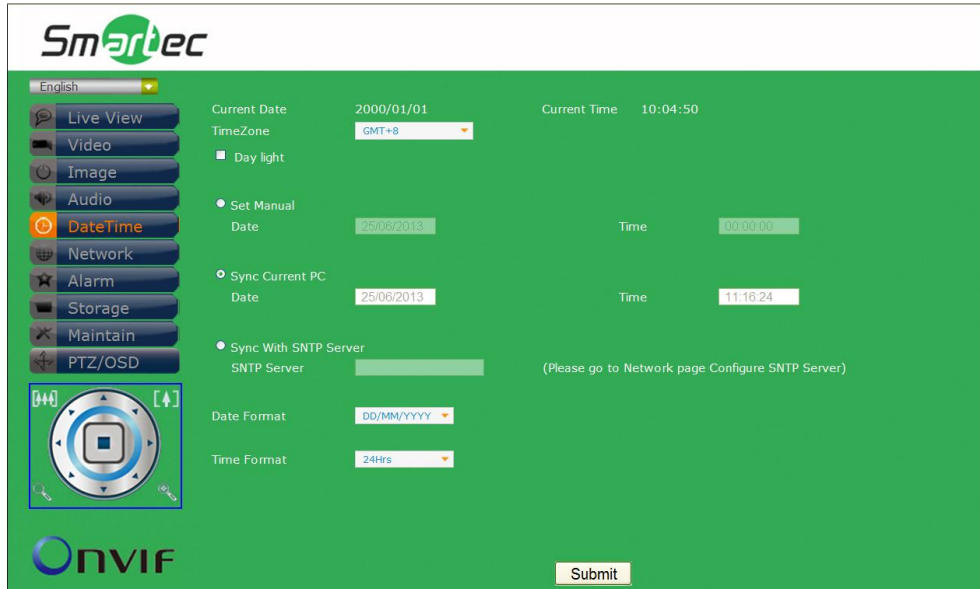 Smartec
English
Live View
Video
Image
Audio
DateTime
Network
Alarm
Storage
Maintain
PTZ/OSD
Current Date 2000/01/01 Current Time 10:04:50
TimeZone GMT+8
Day light
Set Manual
Date 25/06/2013 Time 00:00:00
Sync Current PC
Date 25/06/2013 Time 11:16:24
Sync With SNTP Server
SNTP Server (Please go to Network page Configure SNTP Server)
Date Format DD/MM/YYYY
Time Format 24Hrs
ONVIF
Submit